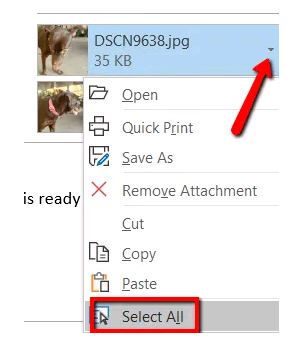 DSCN9638.jpg
35 KB
Open
Quick Print
Save As
Remove Attachment
is ready
Cut
Copy
Paste
Select All